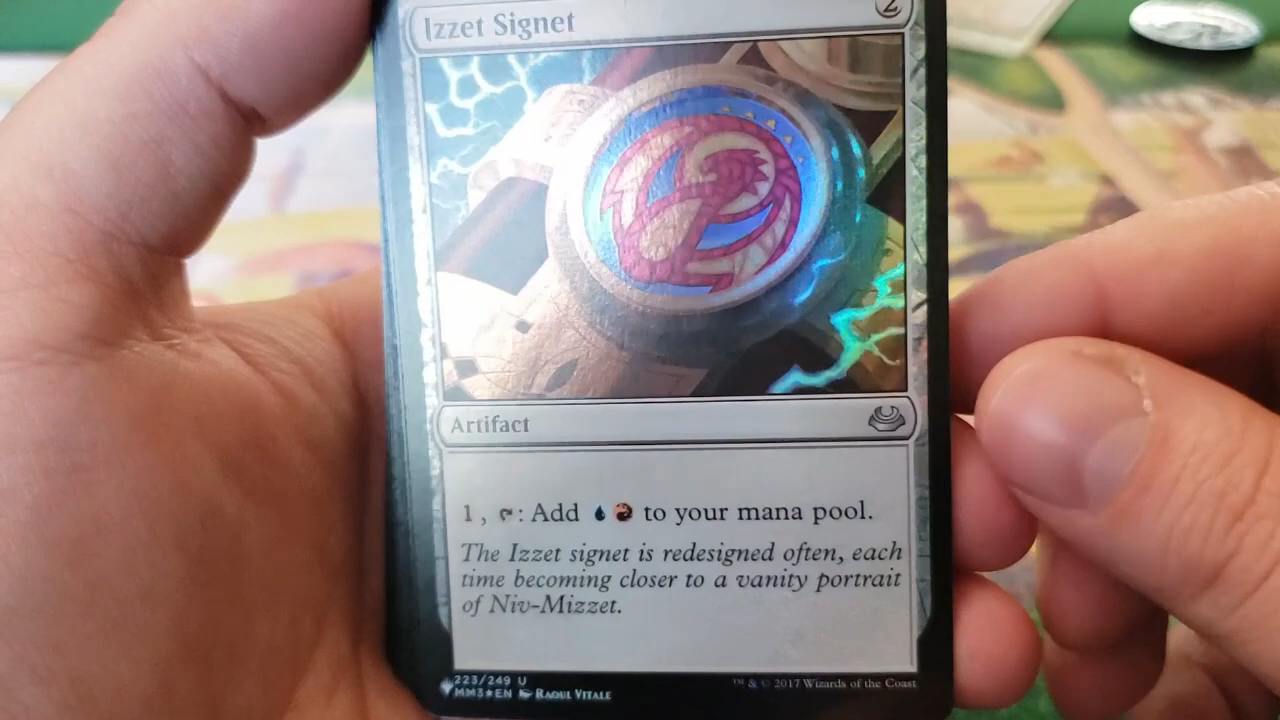 Izzet Signet 2
Artifact
1, : Add to your mana pool.
The Izzet signet is redesigned often, each
time becoming closer to a vanity portrait
of Niv-Mizzet.
223/249 U
MM3★EN RAOUL VITALE
™ & © 2017 Wizards of the Coast